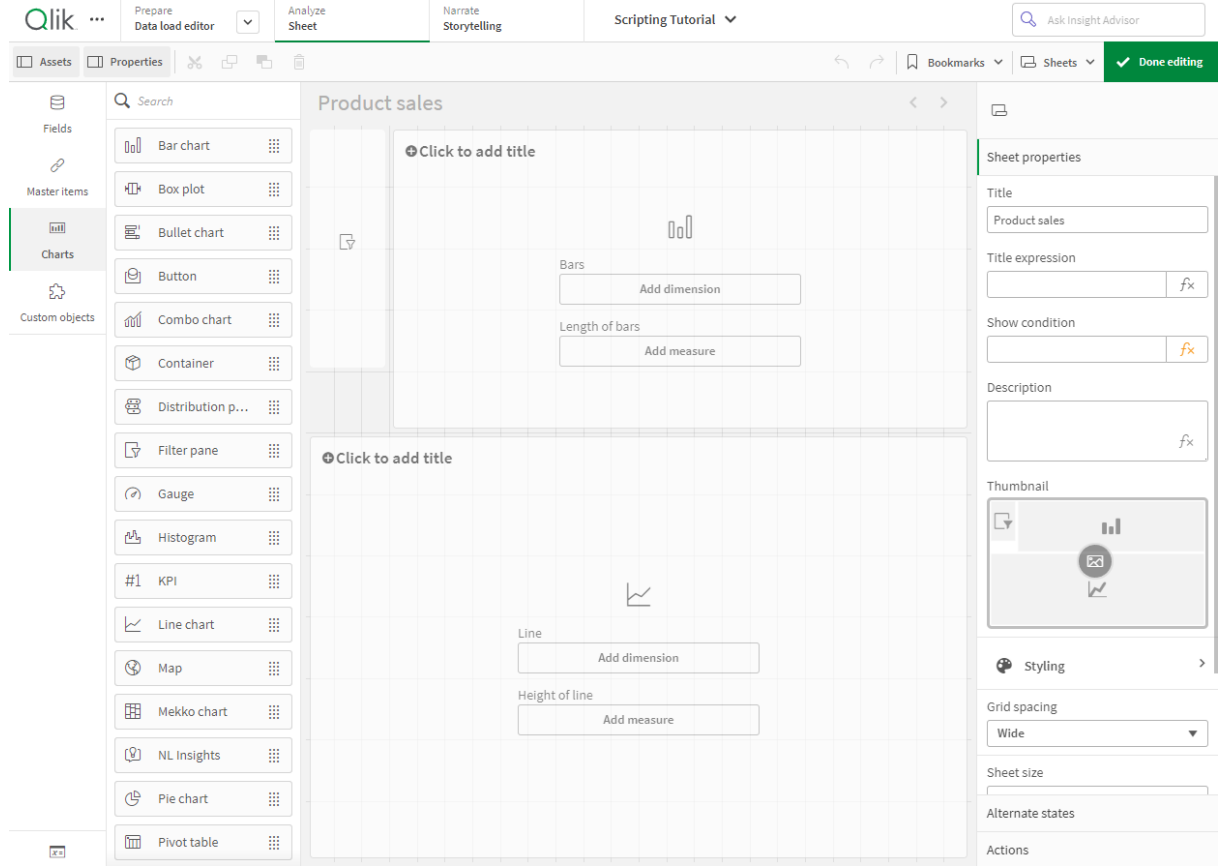 Qlik
Prepare
Data load editor
Analyze
Sheet
Narrate
Storytelling
Scripting Tutorial
Ask Insight Advisor
Assets
Properties
Bookmarks
Sheets
Done editing
Fields
Master items
Charts
Custom objects
Search
Bar chart
Box plot
Bullet chart
Button
Combo chart
Container
Distribution p...
Filter pane
Gauge
Histogram
#1 KPI
Line chart
Map
Mekko chart
NL Insights
Pie chart
Pivot table
Product sales
Click to add title
Bars
Add dimension
Length of bars
Add measure
Click to add title
Line
Add dimension
Height of line
Add measure
Sheet properties
Title
Product sales
Title expression
fx
Show condition
fx
Description
fx
Thumbnail
Styling
Grid spacing
Wide
Sheet size
Alternate states
Actions